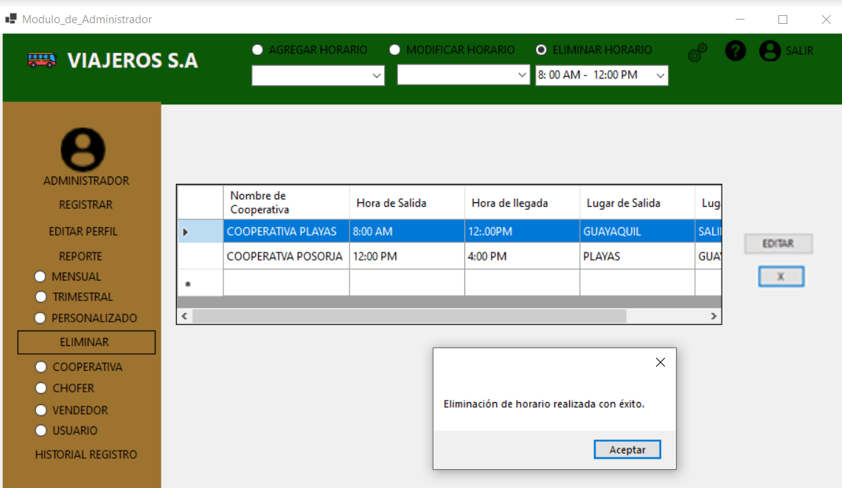 Modulo_de_Administrador
VIAJEROS S.A
AGREGAR HORARIO
MODIFICAR HORARIO
ELIMINAR HORARIO
8: 00 AM - 12:00 PM
?
SALIR
ADMINISTRADOR
REGISTRAR
EDITAR PERFIL
REPORTE
MENSUAL
TRIMESTRAL
PERSONALIZADO
ELIMINAR
COOPERATIVA
CHOFER
VENDEDOR
USUARIO
HISTORIAL REGISTRO
Nombre de
Cooperativa
Hora de Salida
Hora de llegada
Lugar de Salida
Lug
COOPERATIVA PLAYAS
8:00 AM
12:.00PM
GUAYAQUIL
SALI
COOPERATVA POSORJA
12:00 PM
4:00 PM
PLAYAS
GUA
EDITAR
X
Eliminación de horario realizada con éxito.
Aceptar